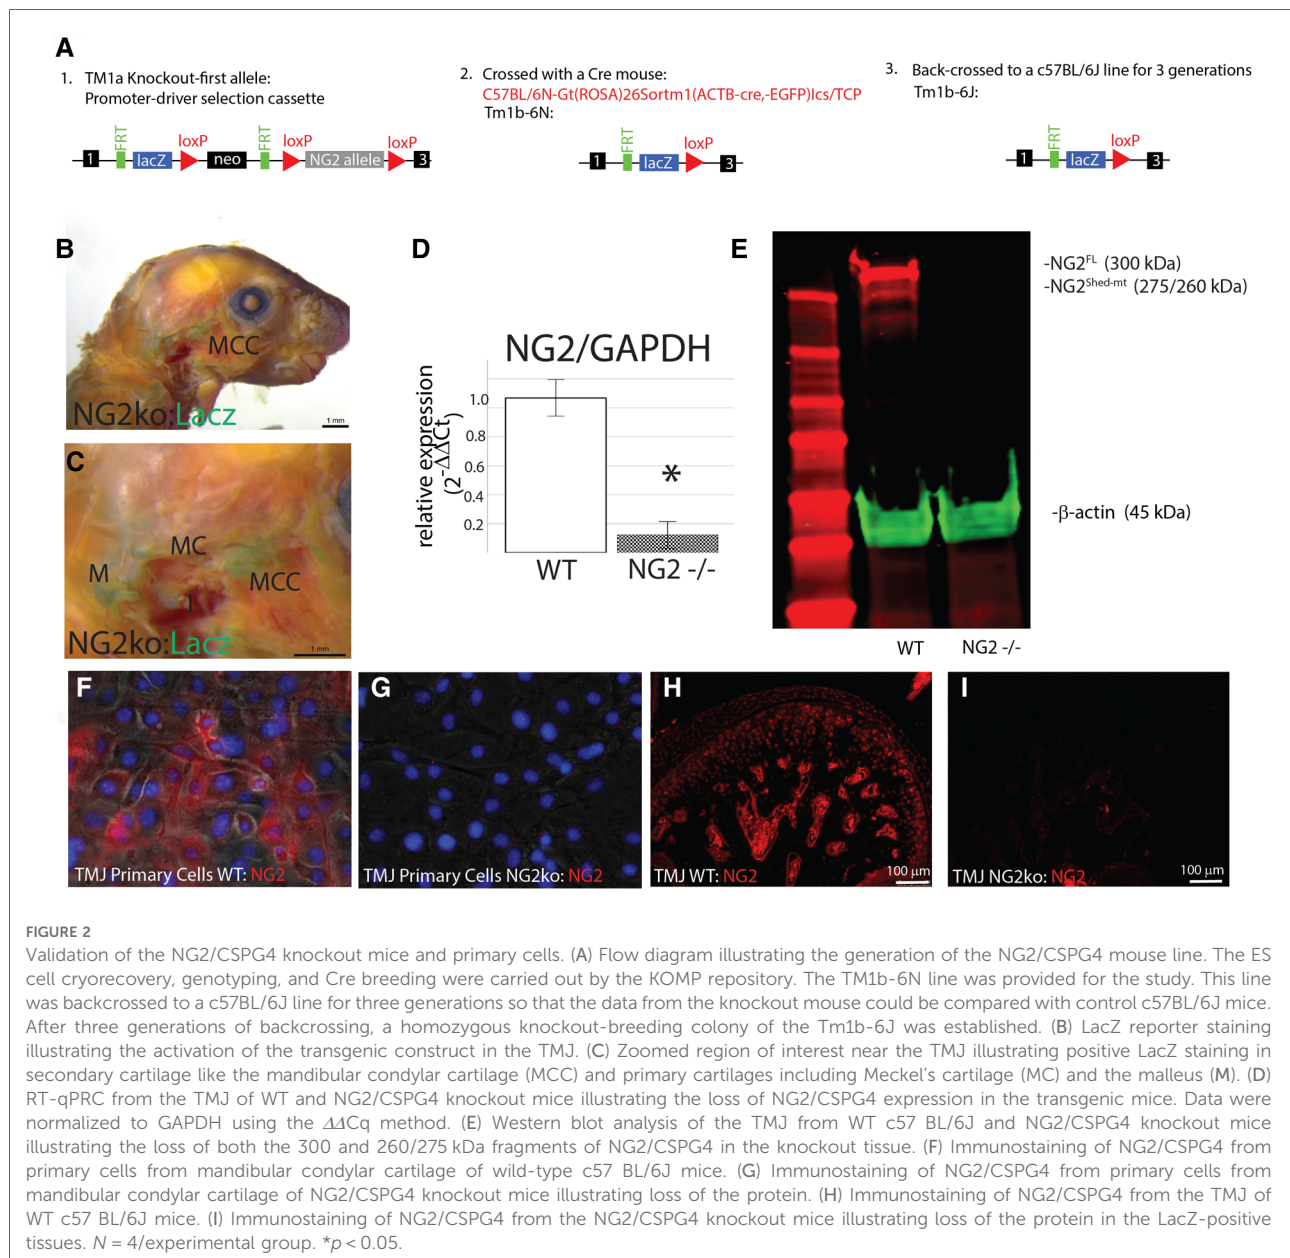 A
1. TM1a Knockout-first allele:
Promoter-driver selection cassette
2. Crossed with a Cre mouse:
C57BL/6N-Gt(ROSA)26Sortm1(ACTB-cre,-EGFP)Ics/TCP
Tm1b-6N:
3. Back-crossed to a c57BL/6J line for 3 generations
Tm1b-6J:
1 FRT lacZ loxP neo FRT loxP NG2 allele loxP 3
1 FRT lacZ loxP 3
1 FRT lacZ loxP 3
B
MCC
NG2ko:Lacz
1 mm
C
MC
M
MCC
I
NG2ko:Lacz
1 mm
D
NG2/GAPDH
relative expression
(2^-ΔΔCt)
1.0
0.8
0.6
0.4
0.2
*
WT
NG2 -/-
E
-NG2FL (300 kDa)
-NG2Shed-mt (275/260 kDa)
-β-actin (45 kDa)
WT
NG2 -/-
F
TMJ Primary Cells WT: NG2
G
TMJ Primary Cells NG2ko: NG2
H
TMJ WT: NG2
100 μm
I
TMJ NG2ko: NG2
100 μm
FIGURE 2
Validation of the NG2/CSPG4 knockout mice and primary cells. (A) Flow diagram illustrating the generation of the NG2/CSPG4 mouse line. The ES
cell cryorecovery, genotyping, and Cre breeding were carried out by the KOMP repository. The TM1b-6N line was provided for the study. This line
was backcrossed to a c57BL/6J line for three generations so that the data from the knockout mouse could be compared with control c57BL/6J mice.
After three generations of backcrossing, a homozygous knockout-breeding colony of the Tm1b-6J was established. (B) LacZ reporter staining
illustrating the activation of the transgenic construct in the TMJ. (C) Zoomed region of interest near the TMJ illustrating positive LacZ staining in
secondary cartilage like the mandibular condylar cartilage (MCC) and primary cartilages including Meckel's cartilage (MC) and the malleus (M). (D)
RT-qPRC from the TMJ of WT and NG2/CSPG4 knockout mice illustrating the loss of NG2/CSPG4 expression in the transgenic mice. Data were
normalized to GAPDH using the ΔΔCq method. (E) Western blot analysis of the TMJ from WT c57 BL/6J and NG2/CSPG4 knockout mice
illustrating the loss of both the 300 and 260/275 kDa fragments of NG2/CSPG4 in the knockout tissue. (F) Immunostaining of NG2/CSPG4 from
primary cells from mandibular condylar cartilage of wild-type c57 BL/6J mice. (G) Immunostaining of NG2/CSPG4 from primary cells from
mandibular condylar cartilage of NG2/CSPG4 knockout mice illustrating loss of the protein. (H) Immunostaining of NG2/CSPG4 from the TMJ of
WT c57 BL/6J mice. (I) Immunostaining of NG2/CSPG4 from the NG2/CSPG4 knockout mice illustrating loss of the protein in the LacZ-positive
tissues. N = 4/experimental group. *p < 0.05.